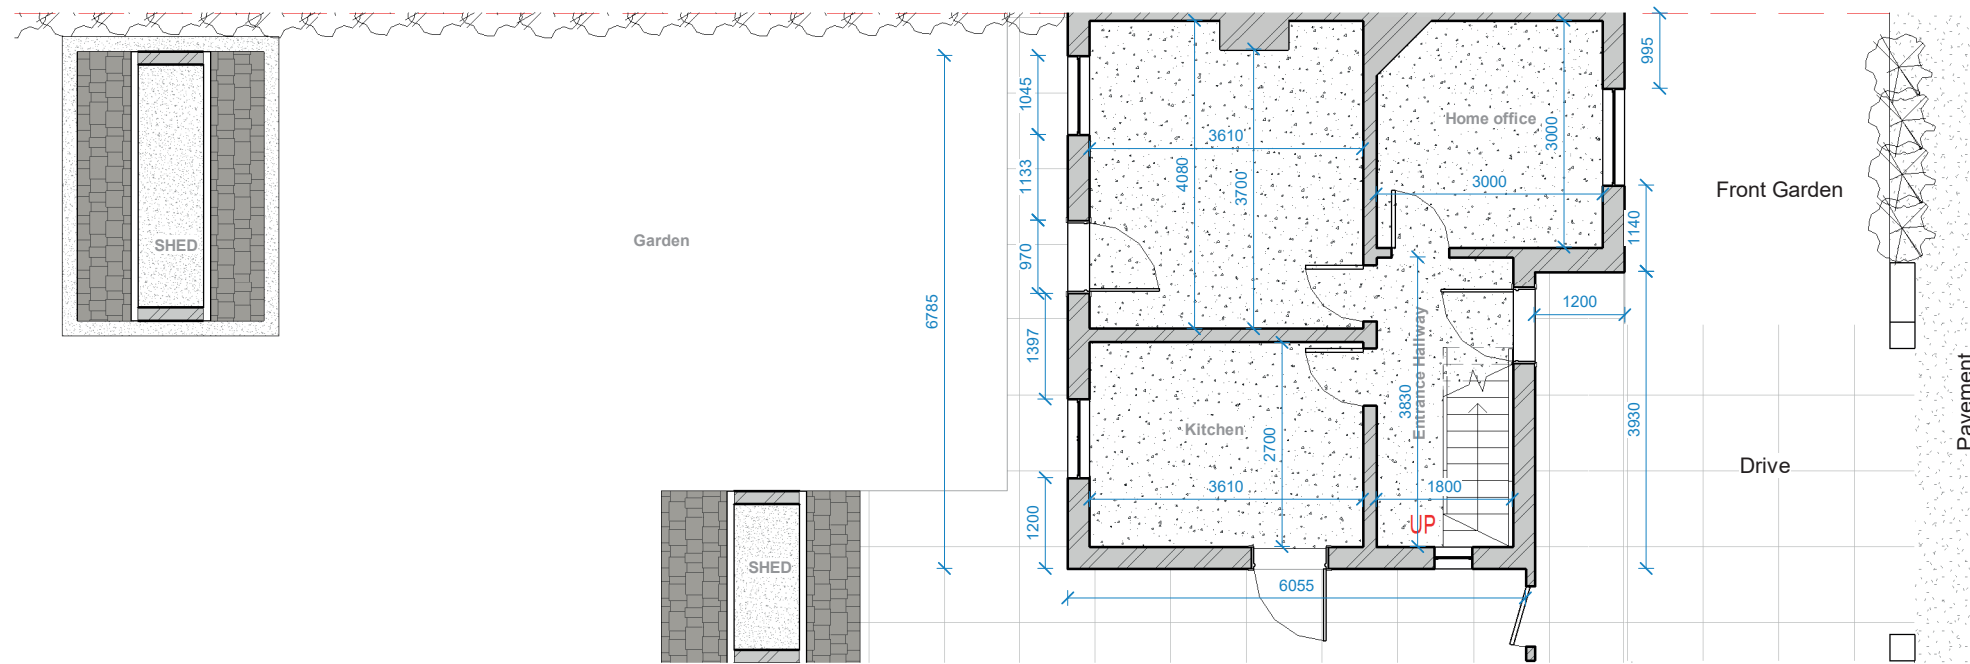 995
1045
Home office
3610
3000
1133
4080
3700
3000
Front Garden
1140
SHED
Garden
970
6785
1200
1397
Entrance Hallway
3830
3930
Pavement
Kitchen
2700
Drive
3610
1800
1200
UP
SHED
6055